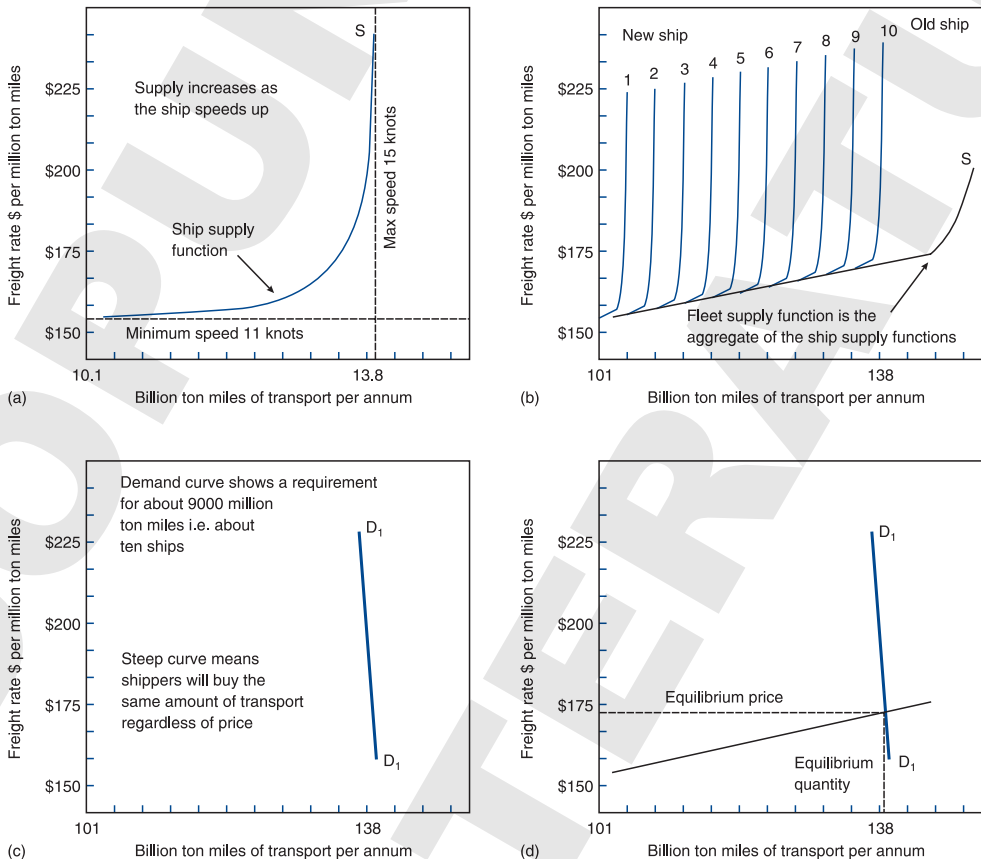 S
Supply increases as
the ship speeds up
Ship supply
function
Max speed 15 knots
Minimum speed 11 knots
Freight rate $ per million ton miles
$225
$200
$175
$150
10.1
13.8
(a)
Billion ton miles of transport per annum
New ship
Old ship
1 2 3 4 5 6 7 8 9 10
S
Fleet supply function is the
aggregate of the ship supply functions
Freight rate $ per million ton miles
$225
$200
$175
$150
101
138
(b)
Billion ton miles of transport per annum
Demand curve shows a requirement
for about 9000 million
ton miles i.e. about
ten ships
D1
Steep curve means
shippers will buy the
same amount of transport
regardless of price
D1
Freight rate $ per million ton miles
$225
$200
$175
$150
101
138
(c)
Billion ton miles of transport per annum
D1
Equilibrium price
Equilibrium
quantity
D1
Freight rate $ per million ton miles
$225
$200
$175
$150
101
138
(d)
Billion ton miles of transport per annum